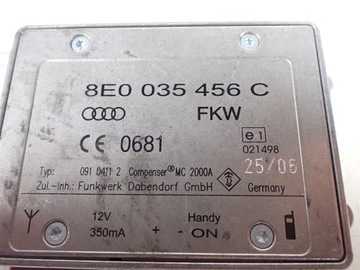 8E0 035 456 C
FKW
CE 0681
e1
021498
25/06
Typ: 091 0411 2 Compenser® MC 2000A
Zul.-Inh.: Funkwerk Dabendorf GmbH
Germany
12V Handy
350mA + - ON